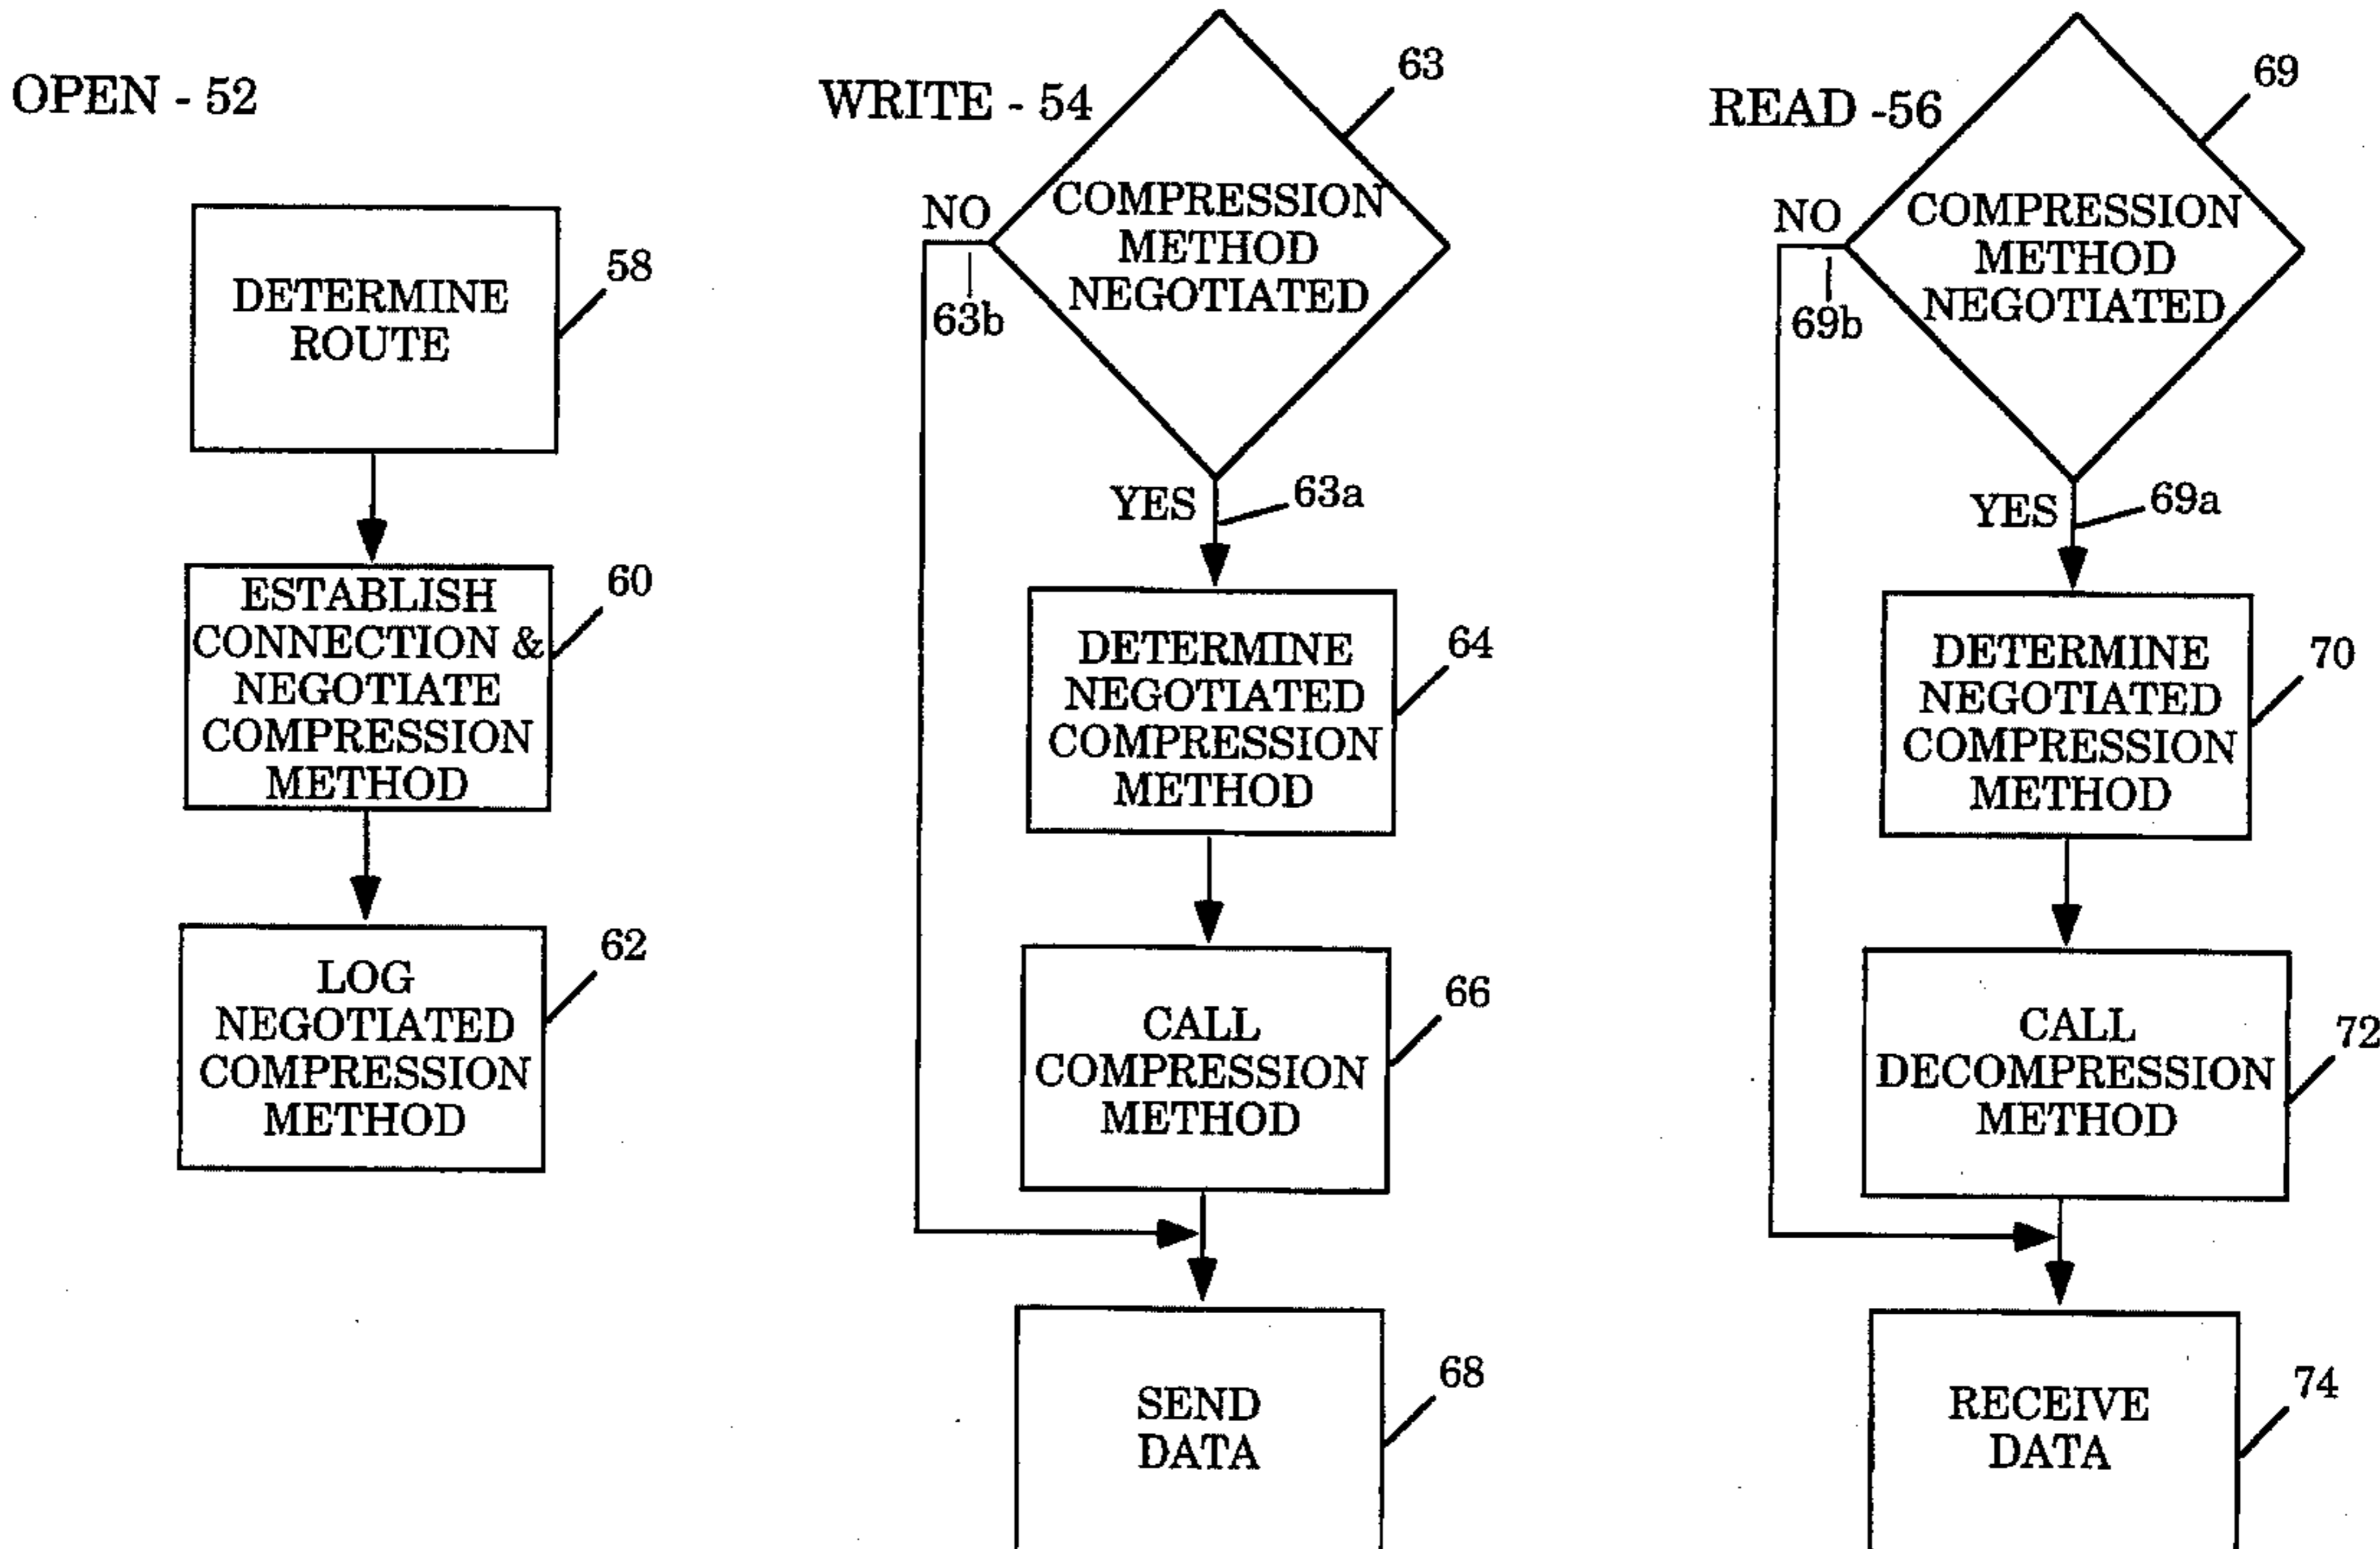 OPEN - 52
DETERMINE
ROUTE
58
ESTABLISH
CONNECTION &
NEGOTIATE
COMPRESSION
METHOD
60
LOG
NEGOTIATED
COMPRESSION
METHOD
62
WRITE - 54
63
COMPRESSION
METHOD
NEGOTIATED
NO
63b
YES
63a
DETERMINE
NEGOTIATED
COMPRESSION
METHOD
64
CALL
COMPRESSION
METHOD
66
SEND
DATA
68
READ -56
69
COMPRESSION
METHOD
NEGOTIATED
NO
69b
YES
69a
DETERMINE
NEGOTIATED
COMPRESSION
METHOD
70
CALL
DECOMPRESSION
METHOD
72
RECEIVE
DATA
74